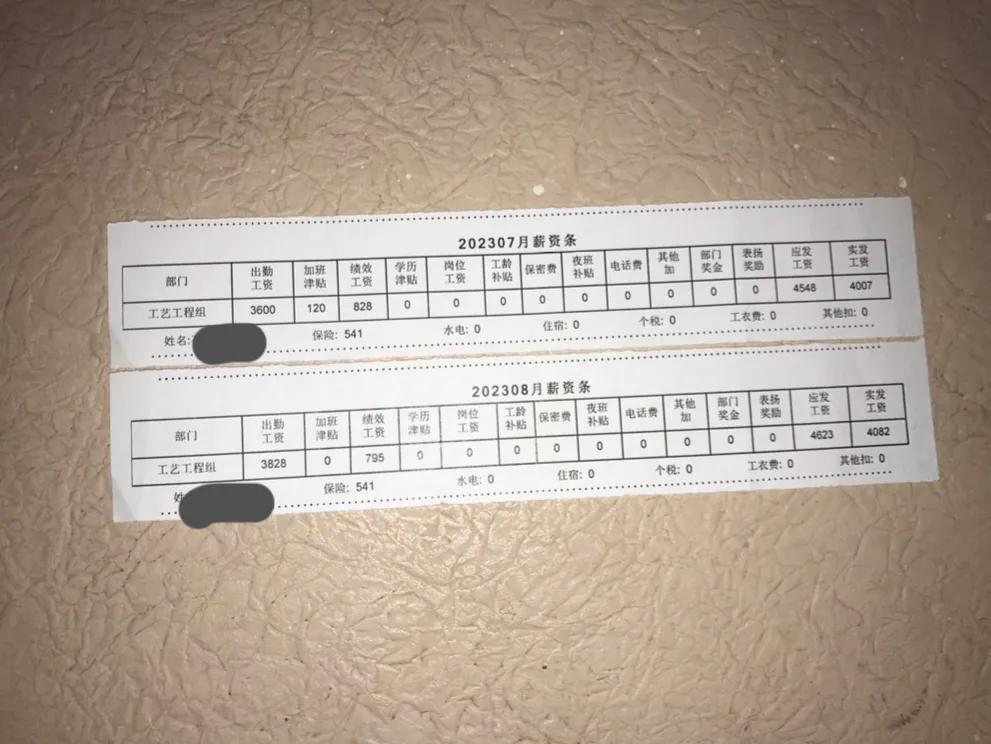 202307月薪资条
部门 出勤工资 加班津贴 绩效工资 学历津贴 岗位工资 工龄补贴 保密费 夜班补贴 电话费 其他加 部门奖金 表扬奖励 应发工资 实发工资
工艺工程组 3600 120 828 0 0 0 0 0 0 0 0 0 4548 4007
姓名: 保险: 541 水电: 0 住宿: 0 个税: 0 工衣费: 0 其他扣: 0
202308月薪资条
部门 出勤工资 加班津贴 绩效工资 学历津贴 岗位工资 工龄补贴 保密费 夜班补贴 电话费 其他加 部门奖金 表扬奖励 应发工资 实发工资
工艺工程组 3828 0 795 0 0 0 0 0 0 0 0 0 4623 4082
姓 保险: 541 水电: 0 住宿: 0 个税: 0 工衣费: 0 其他扣: 0